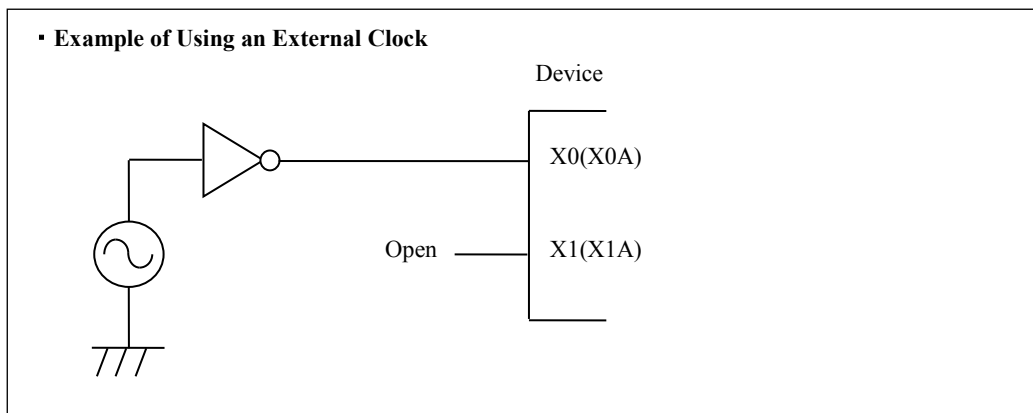 ▪ Example of Using an External Clock
Device
X0(X0A)
Open
X1(X1A)